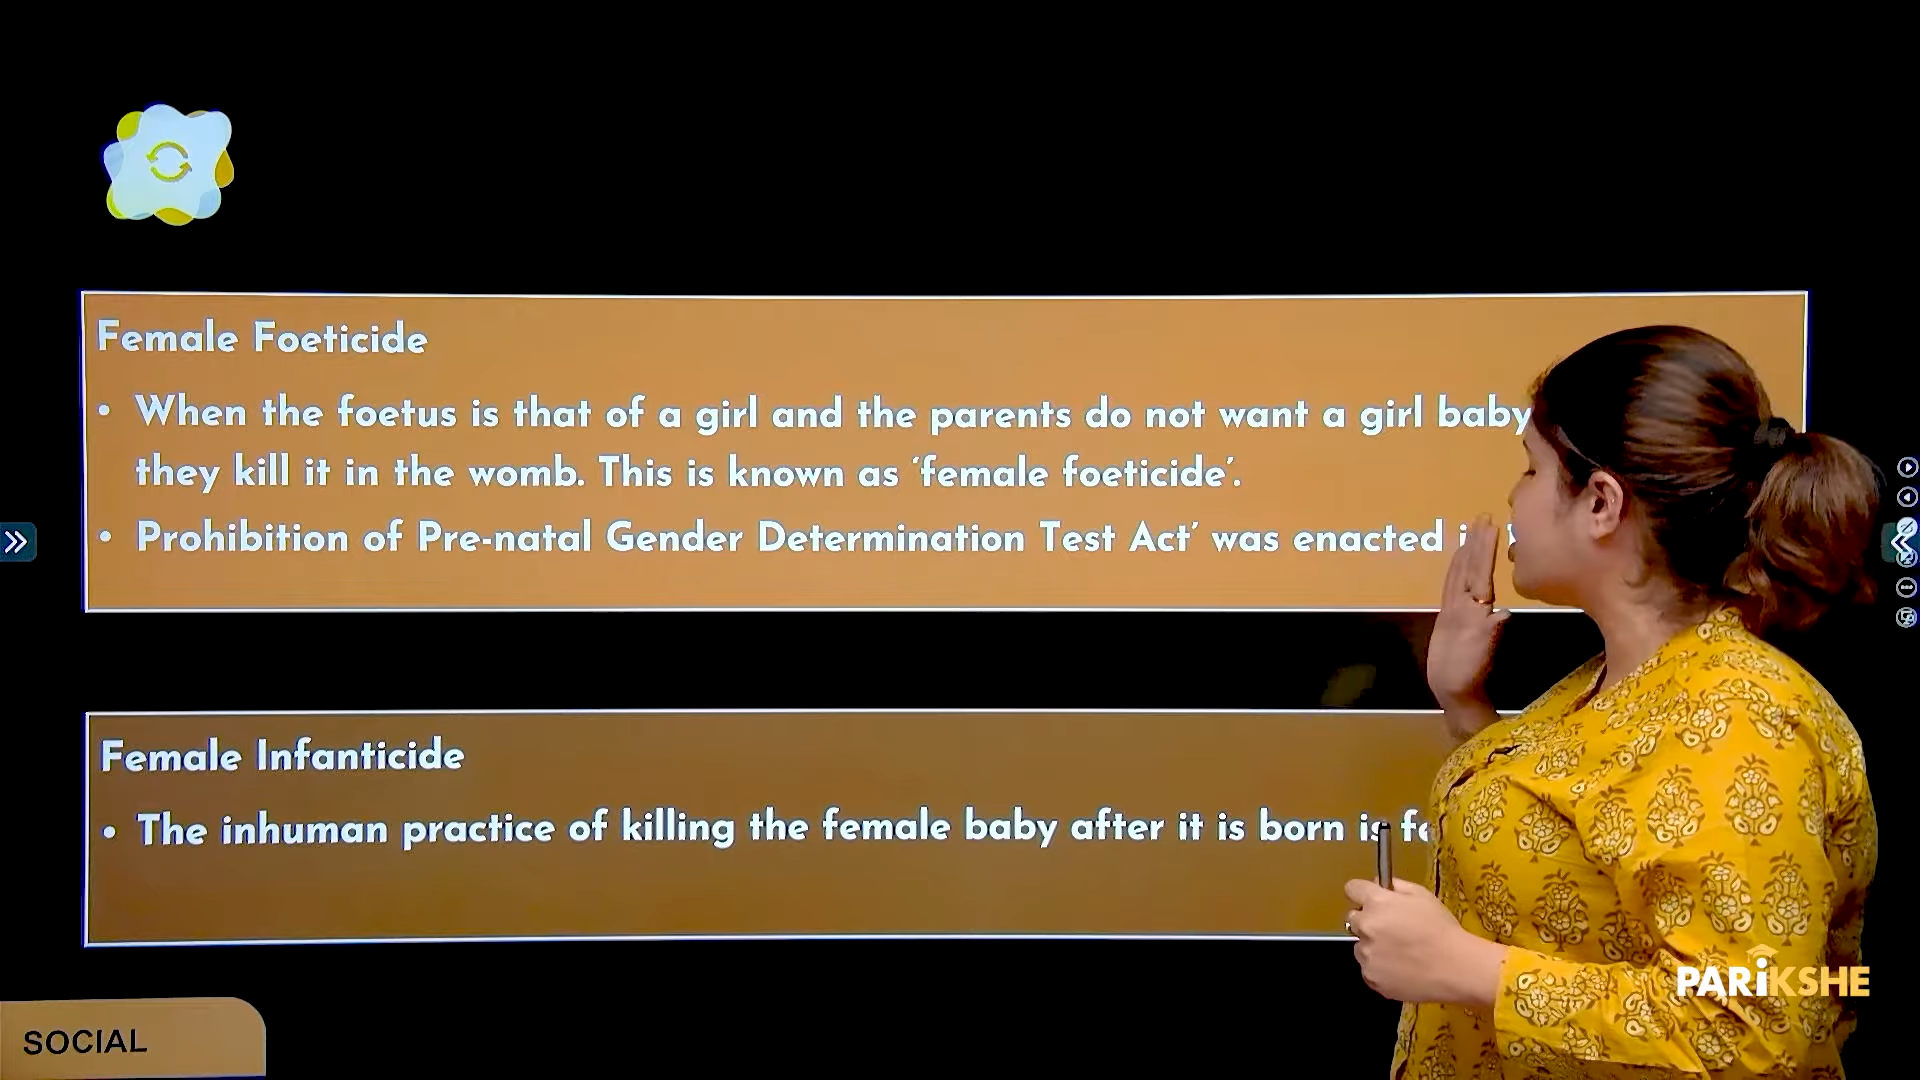 Female Foeticide
• When the foetus is that of a girl and the parents do not want a girl baby
they kill it in the womb. This is known as ‘female foeticide’.
• Prohibition of Pre-natal Gender Determination Test Act’ was enacted
Female Infanticide
• The inhuman practice of killing the female baby after it is born is
SOCIAL
PARIKSHE